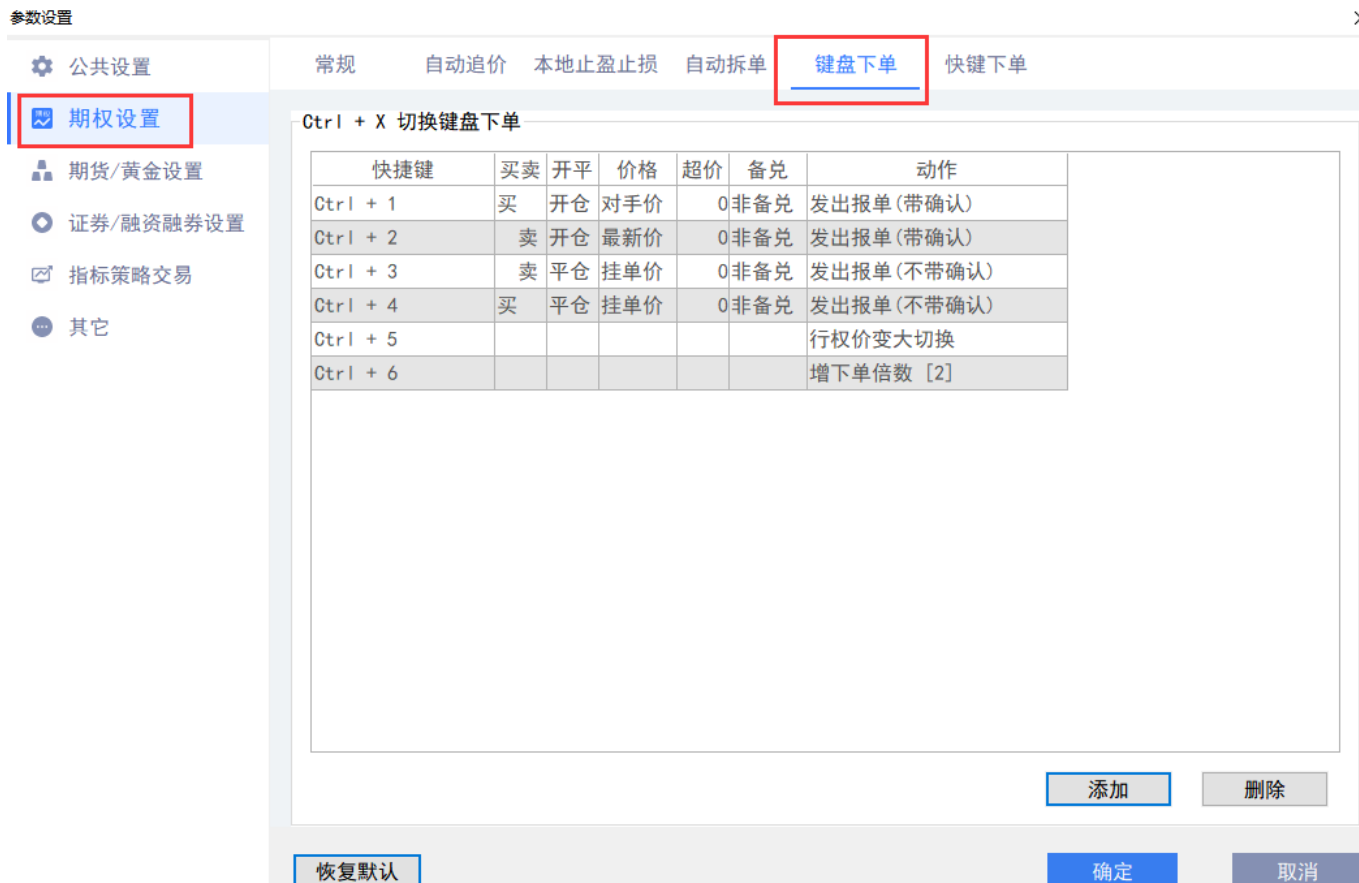 参数设置
公共设置
期权设置
期货/黄金设置
证券/融资融券设置
指标策略交易
其它
常规 自动追价 本地止盈止损 自动拆单 键盘下单 快键下单
Ctrl + X 切换键盘下单
快捷键 买卖 开平 价格 超价 备兑 动作
Ctrl + 1 买 开仓 对手价 0 非备兑 发出报单(带确认)
Ctrl + 2 卖 开仓 最新价 0 非备兑 发出报单(带确认)
Ctrl + 3 卖 平仓 挂单价 0 非备兑 发出报单(不带确认)
Ctrl + 4 买 平仓 挂单价 0 非备兑 发出报单(不带确认)
Ctrl + 5 行权价变大切换
Ctrl + 6 增下单倍数 [2]
添加 删除
恢复默认 确定 取消